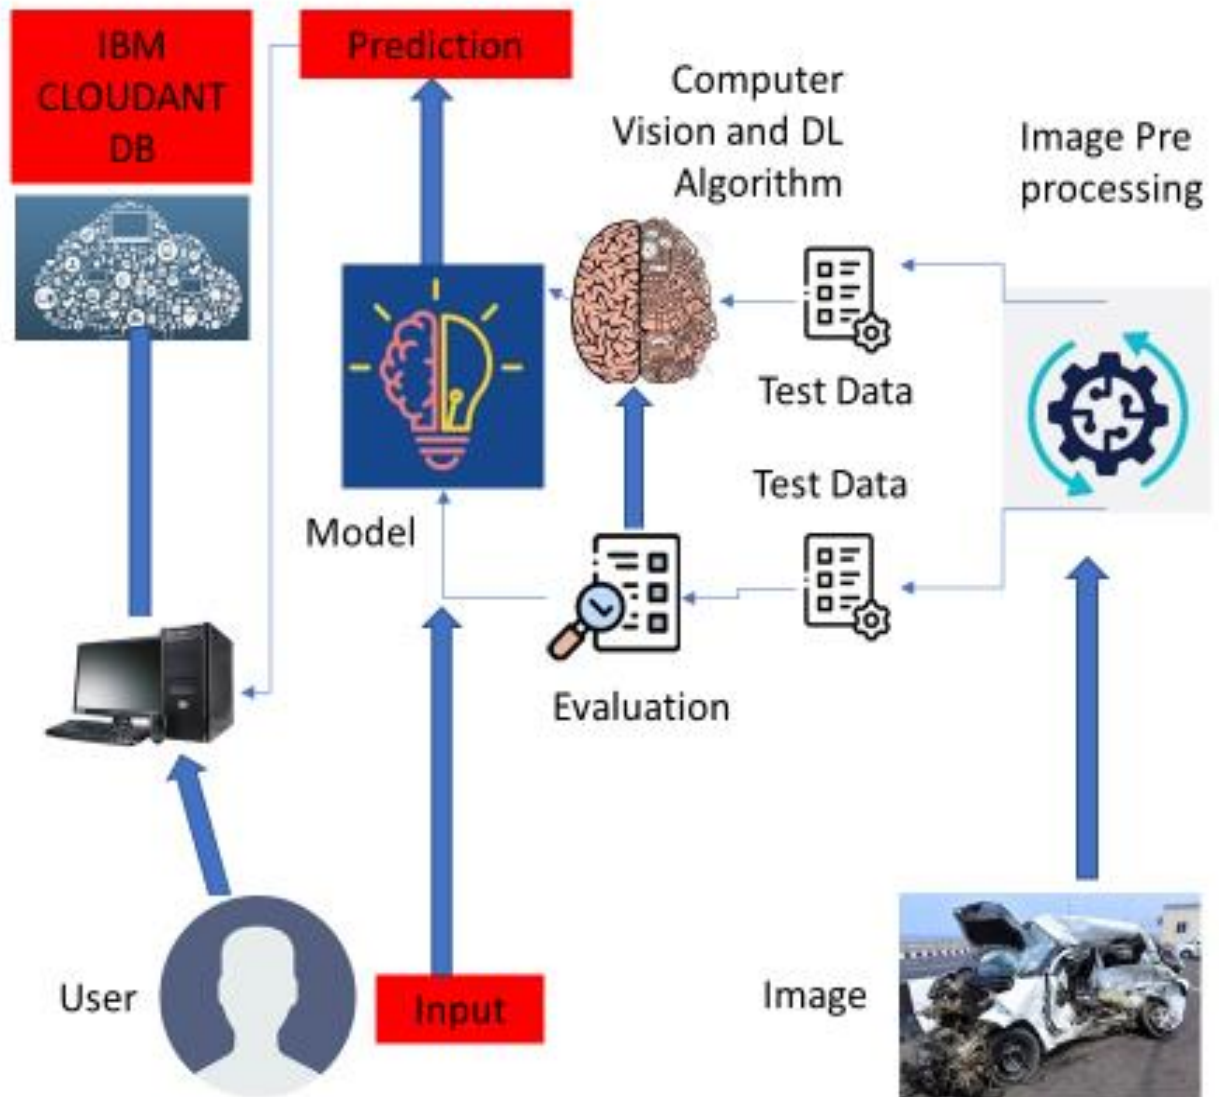 IBM
CLOUDANT
DB
Prediction
Computer
Vision and DL
Algorithm
Image Pre
processing
Test Data
Test Data
Model
Evaluation
User
Input
Image